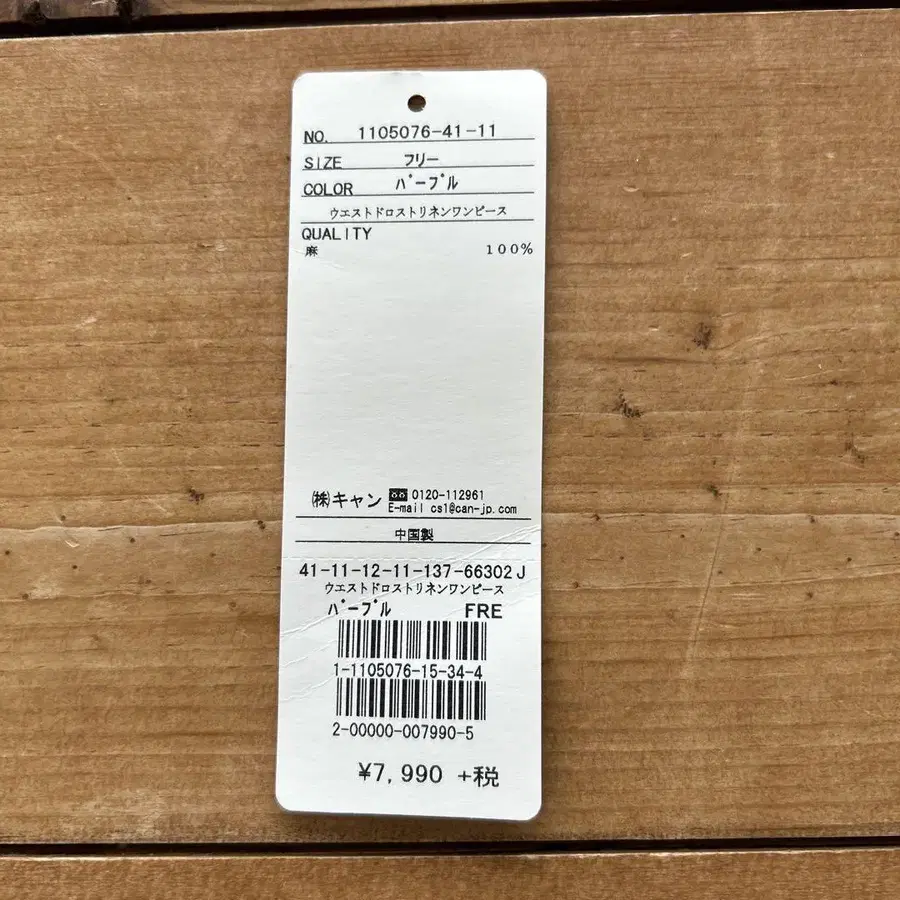 NO. 1105076-41-11
SIZE フリー
COLOR パープル
ウエストドロストリネンワンピース
QUALITY
麻 100%
㈱キャン 0120-112961
E-mail cs1@can-jp.com
中国製
41-11-12-11-137-66302J
ウエストドロストリネンワンピース
パープル FRE
1-1105076-15-34-4
2-00000-007990-5
¥7,990 +税